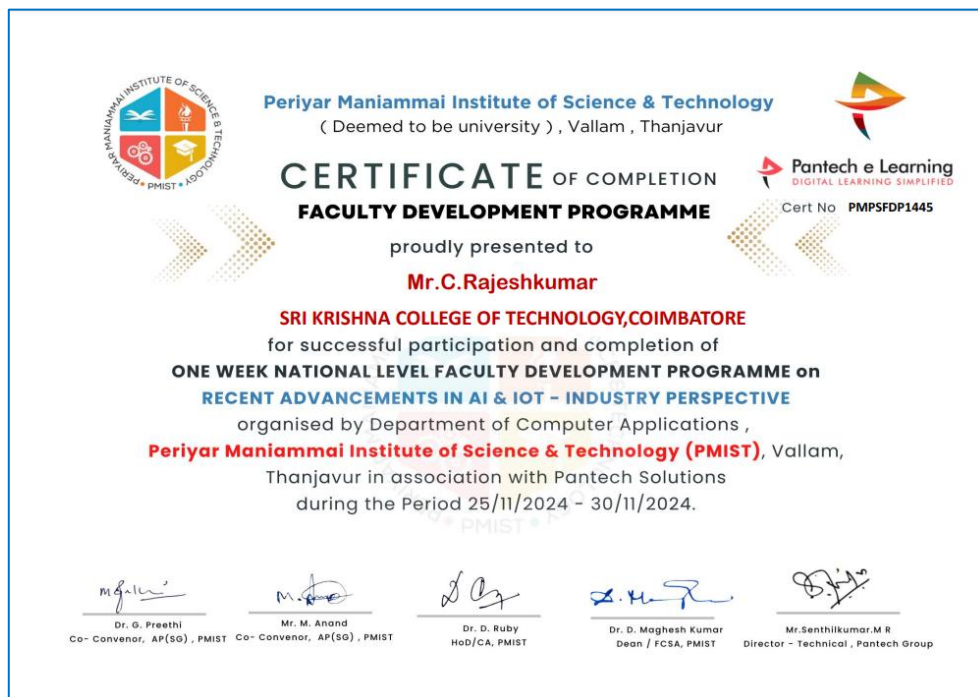 PERIYAR MANIAMMAI INSTITUTE OF SCIENCE & TECHNOLOGY
• PMIST •
Periyar Maniammai Institute of Science & Technology
( Deemed to be university ) , Vallam , Thanjavur
Pantech e Learning
DIGITAL LEARNING SIMPLIFIED
Cert No PMPSFDP1445
CERTIFICATE OF COMPLETION
FACULTY DEVELOPMENT PROGRAMME
proudly presented to
Mr.C.Rajeshkumar
SRI KRISHNA COLLEGE OF TECHNOLOGY,COIMBATORE
for successful participation and completion of
ONE WEEK NATIONAL LEVEL FACULTY DEVELOPMENT PROGRAMME on
RECENT ADVANCEMENTS IN AI & IOT - INDUSTRY PERSPECTIVE
organised by Department of Computer Applications ,
Periyar Maniammai Institute of Science & Technology (PMIST), Vallam,
Thanjavur in association with Pantech Solutions
during the Period 25/11/2024 - 30/11/2024.
• PMIST •
Dr. G. Preethi
Co- Convenor, AP(SG) , PMIST
Mr. M. Anand
Co- Convenor, AP(SG) , PMIST
Dr. D. Ruby
HoD/CA, PMIST
Dr. D. Maghesh Kumar
Dean / FCSA, PMIST
Mr.Senthilkumar.M R
Director - Technical , Pantech Group